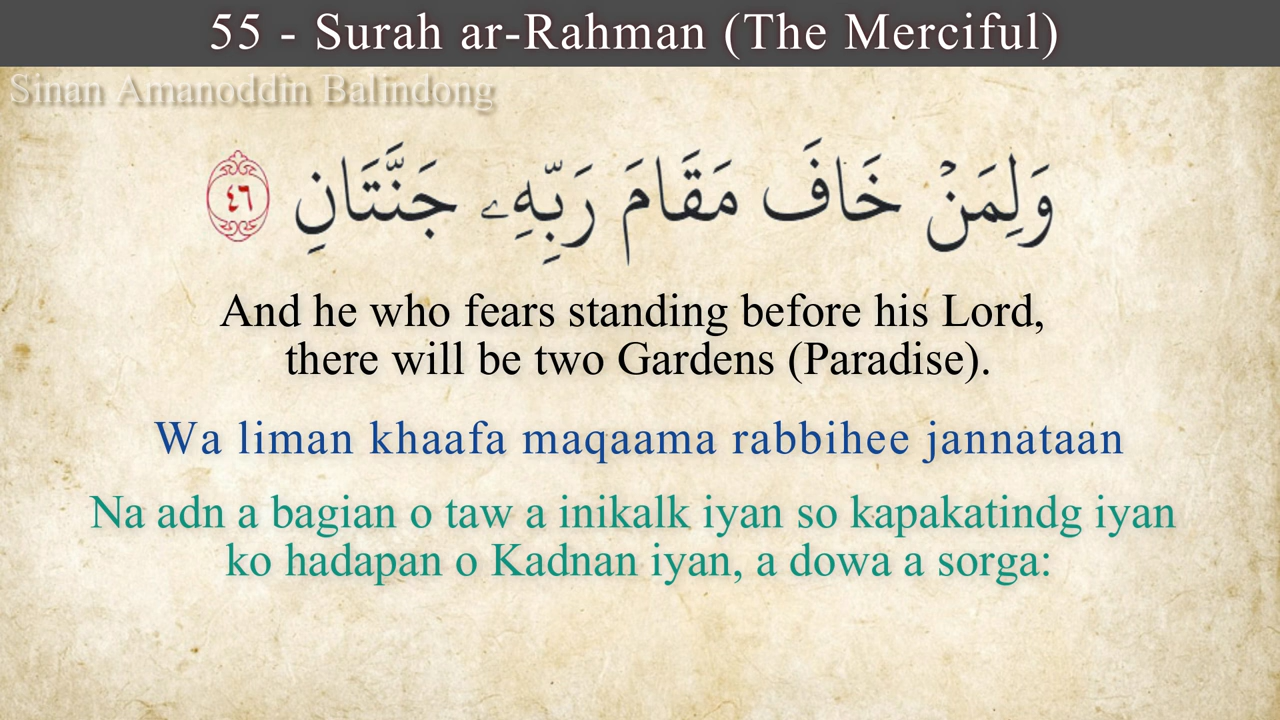 55 - Surah ar-Rahman (The Merciful)
Sinan Amanoddin Balindong
وَلِمَنْ خَافَ مَقَامَ رَبِّهِۦ جَنَّتَانِ ٤٦
And he who fears standing before his Lord,
there will be two Gardens (Paradise).
Wa liman khaafa maqaama rabbihee jannataan
Na adn a bagian o taw a inikalk iyan so kapakatindg iyan
ko hadapan o Kadnan iyan, a dowa a sorga: